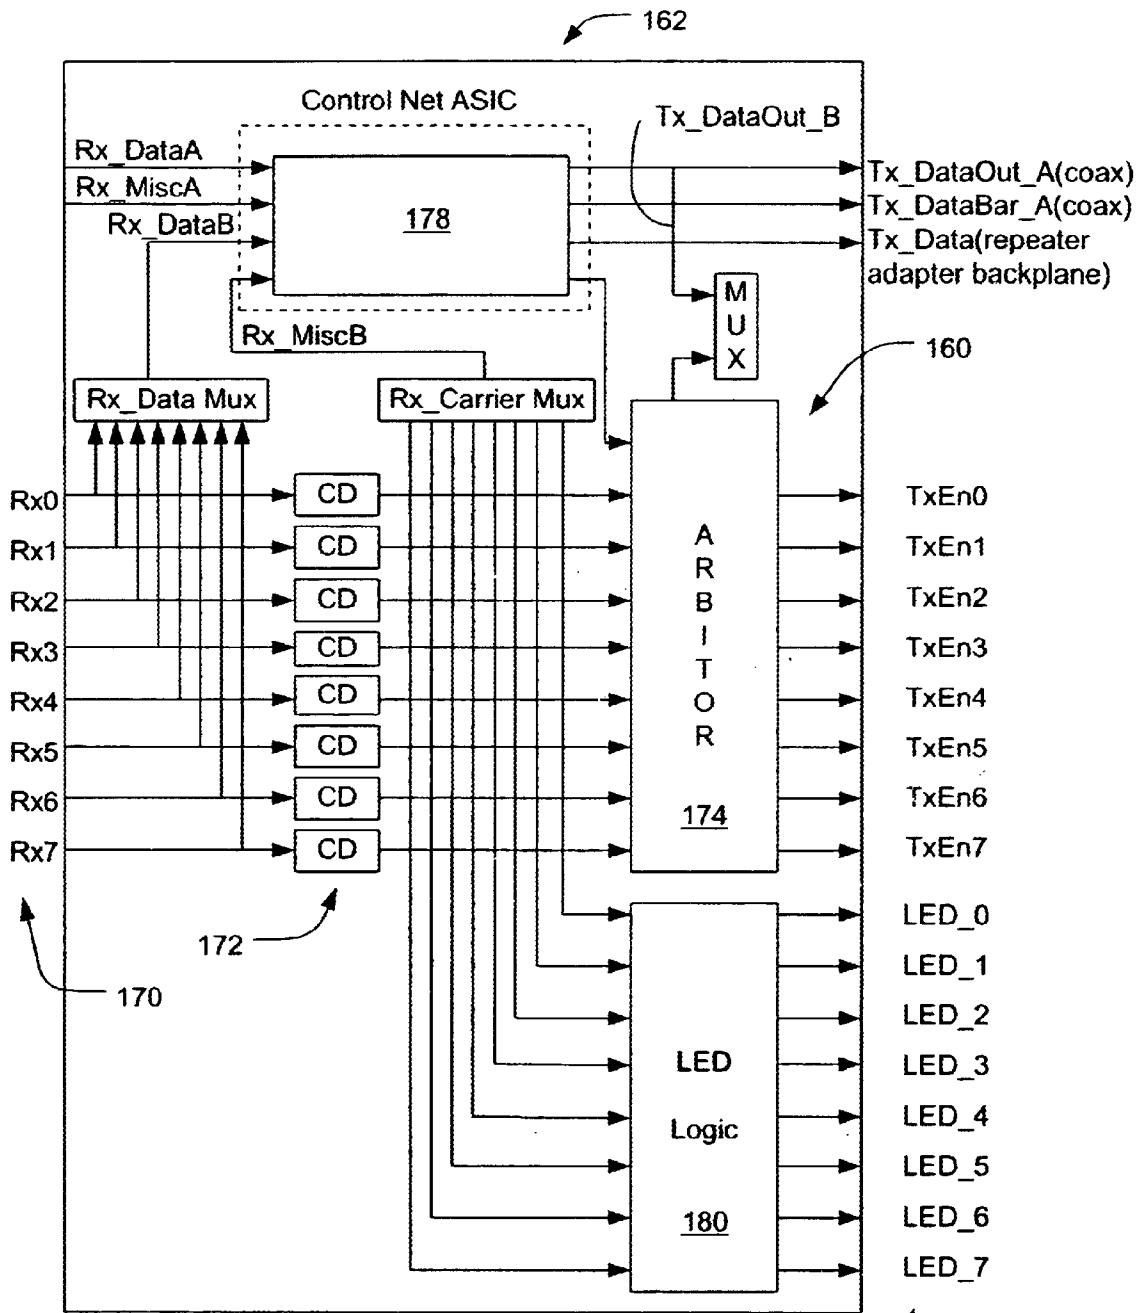 162
Control Net ASIC
Tx_DataOut_B
Rx_DataA
Rx_MiscA
Rx_DataB
178
Tx_DataOut_A(coax)
Tx_DataBar_A(coax)
Tx_Data(repeater
adapter backplane)
MUX
Rx_MiscB
160
Rx_Data Mux
Rx_Carrier Mux
Rx0
CD
TxEn0
Rx1
CD
TxEn1
Rx2
CD
TxEn2
Rx3
CD
TxEn3
Rx4
CD
TxEn4
Rx5
CD
TxEn5
Rx6
CD
TxEn6
Rx7
CD
TxEn7
ARBITOR
174
172
170
LED_0
LED_1
LED_2
LED_3
LED_4
LED_5
LED_6
LED_7
LED
Logic
180